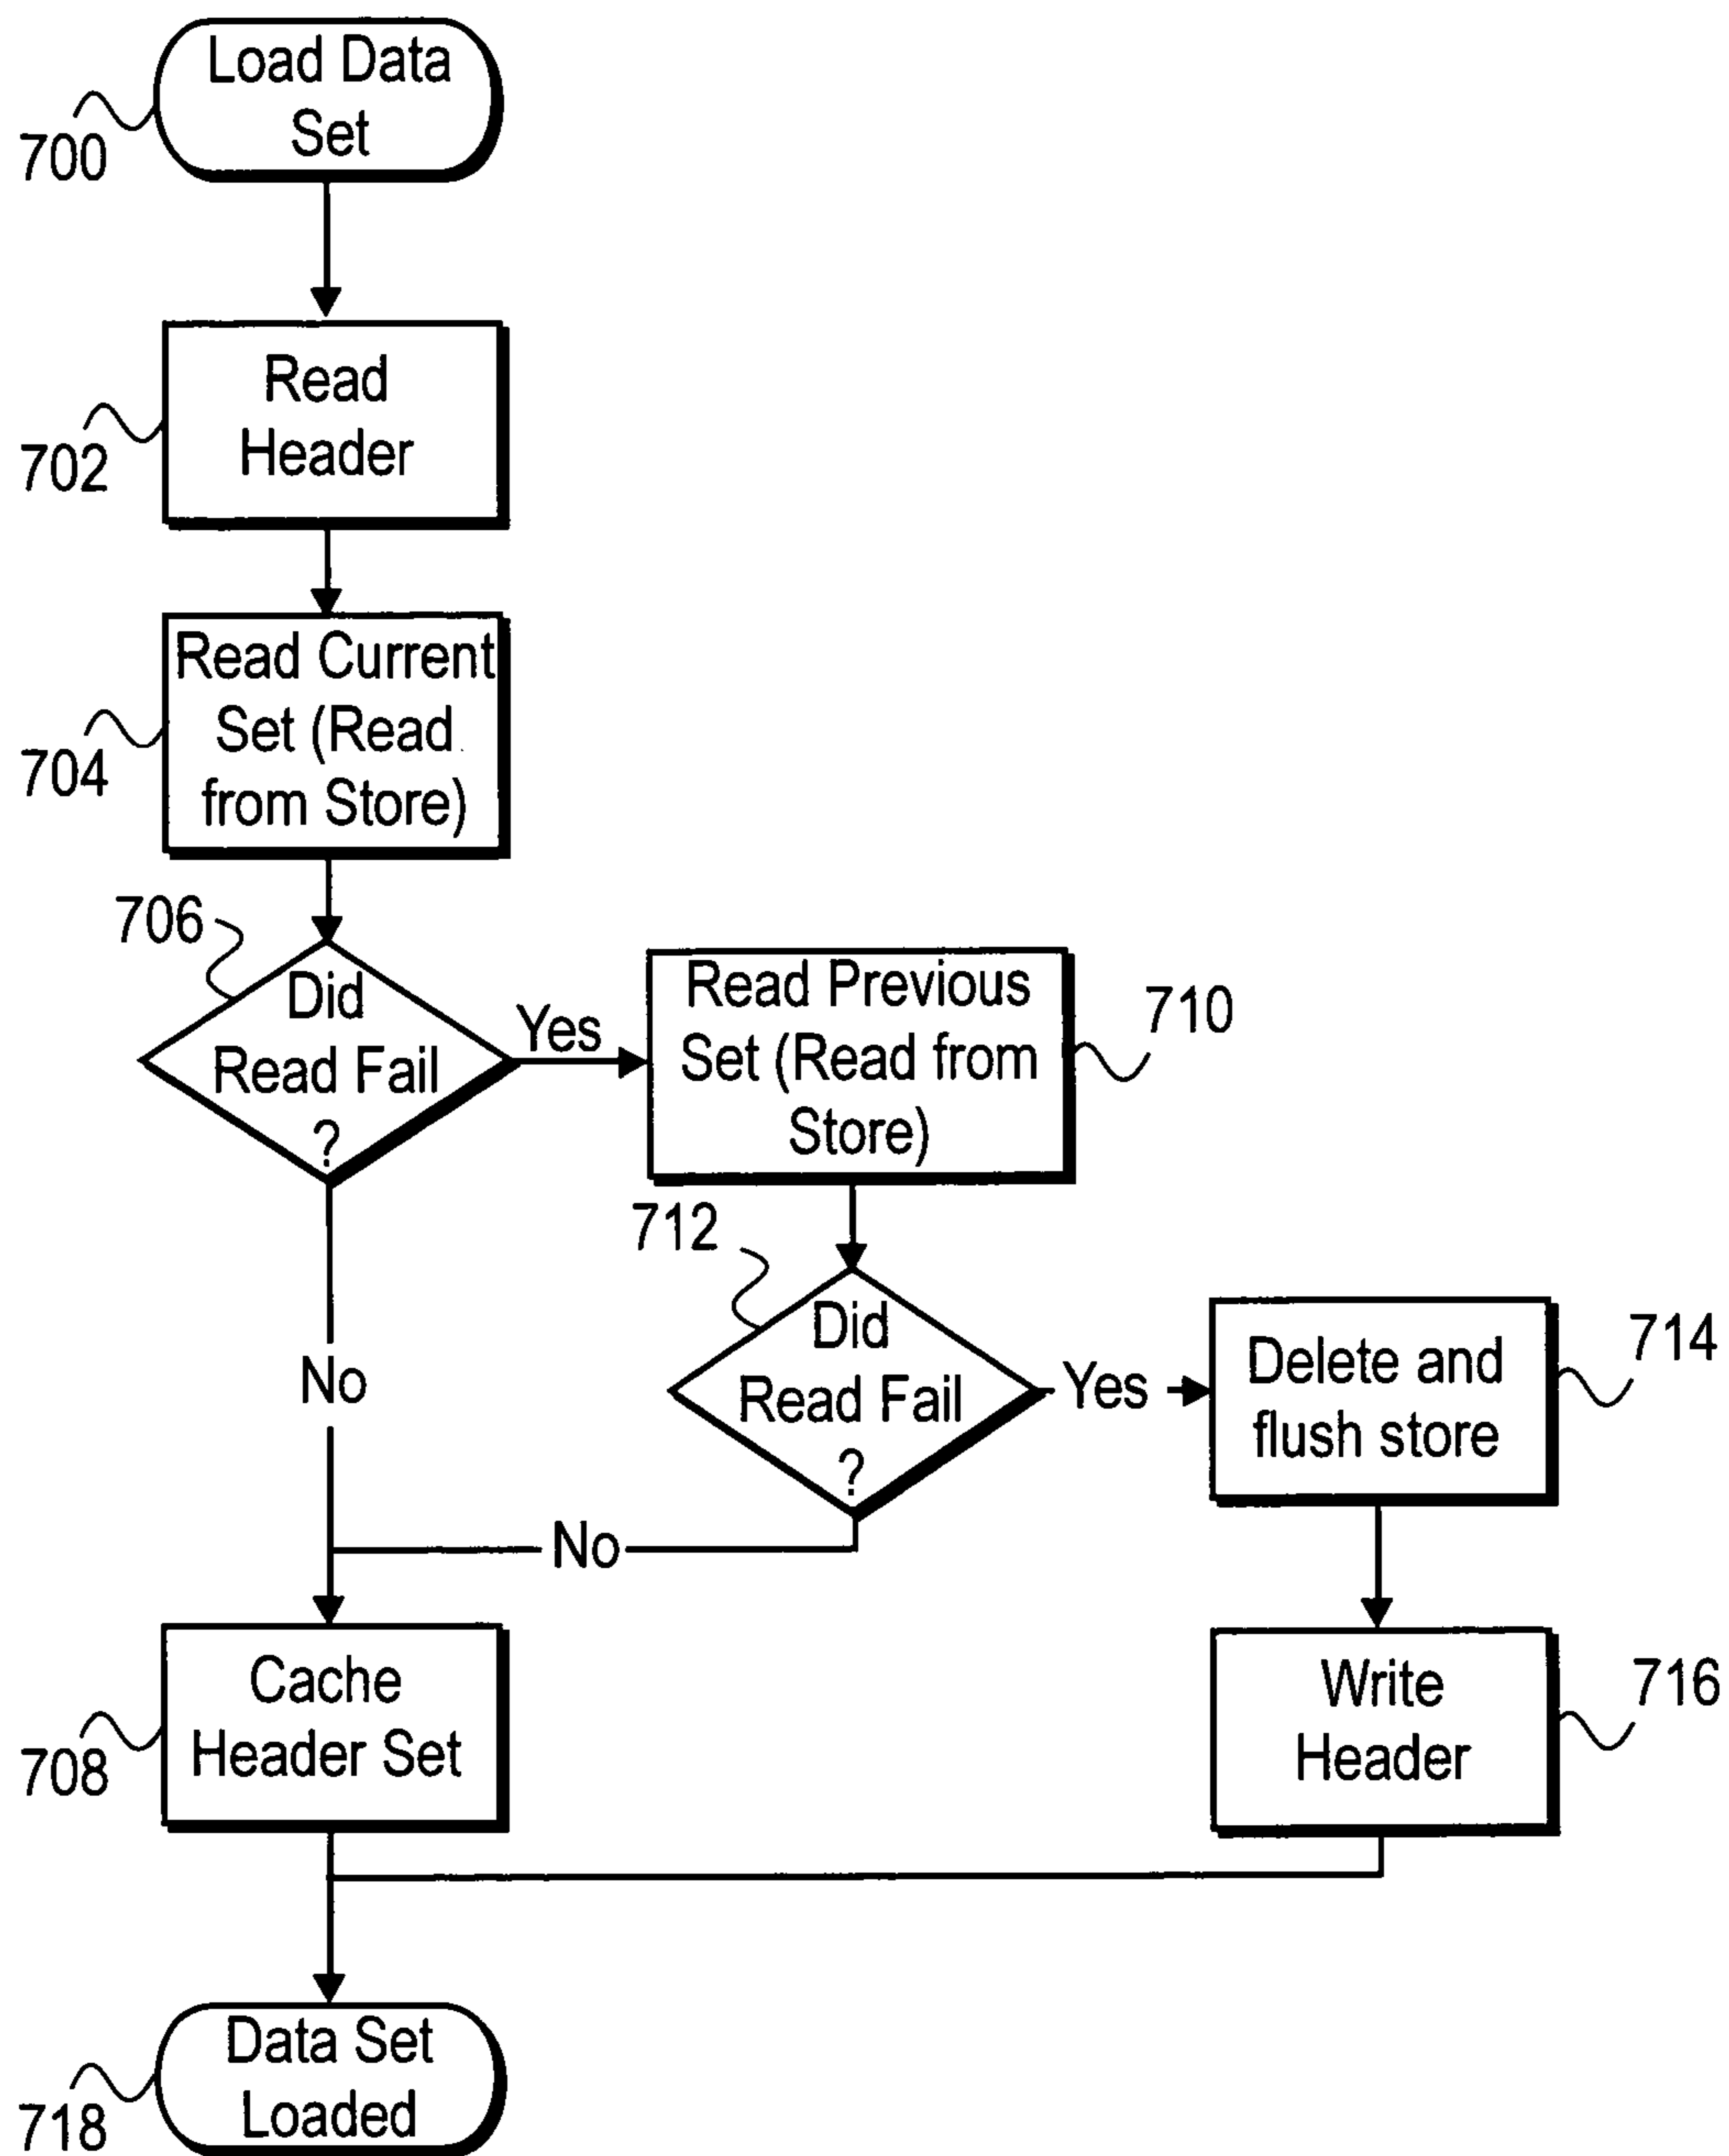 Load Data
Set
700
Read
Header
702
Read Current
Set (Read
from Store)
704
706
Did
Read Fail
?
Yes
Read Previous
Set (Read from
Store)
710
712
Did
Read Fail
?
Yes
Delete and
flush store
714
No
No
Cache
Header Set
708
Write
Header
716
Data Set
Loaded
718